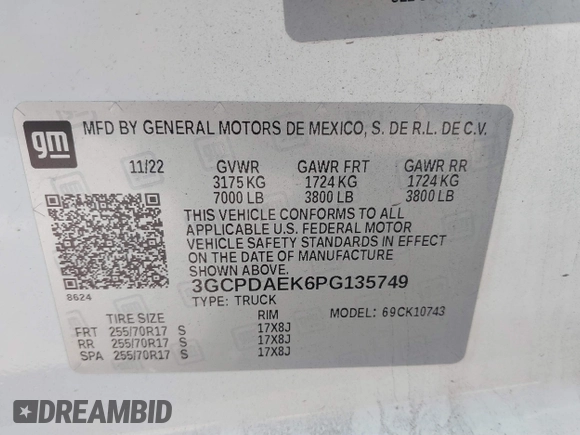 gm
MFD BY GENERAL MOTORS DE MEXICO, S. DE R.L. DE C.V.
11/22 GVWR GAWR FRT GAWR RR
3175 KG 1724 KG 1724 KG
7000 LB 3800 LB 3800 LB
THIS VEHICLE CONFORMS TO ALL
APPLICABLE U.S. FEDERAL MOTOR
VEHICLE SAFETY STANDARDS IN EFFECT
ON THE DATE OF MANUFACTURE
SHOWN ABOVE.
8624
3GCPDAEK6PG135749
TYPE: TRUCK
TIRE SIZE RIM MODEL: 69CK10743
FRT 255/70R17 S 17X8J
RR 255/70R17 S 17X8J
SPA 255/70R17 S 17X8J
DREAMBID